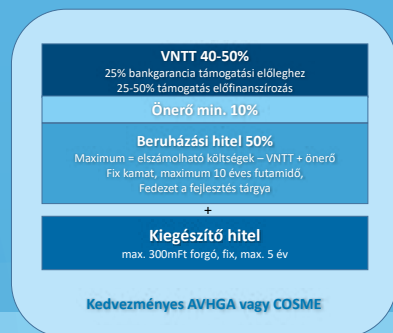 VNTT 40-50%
25% bankgarancia támogatási előleghez
25-50% támogatás előfinanszírozás
Önerő min. 10%
Beruházási hitel 50%
Maximum = elszámolható költségek – VNTT + önerő
Fix kamat, maximum 10 éves futamidő,
Fedezet a fejlesztés tárgya
+
Kiegészítő hitel
max. 300mFt forgó, fix, max. 5 év
Kedvezményes AVHGA vagy COSME